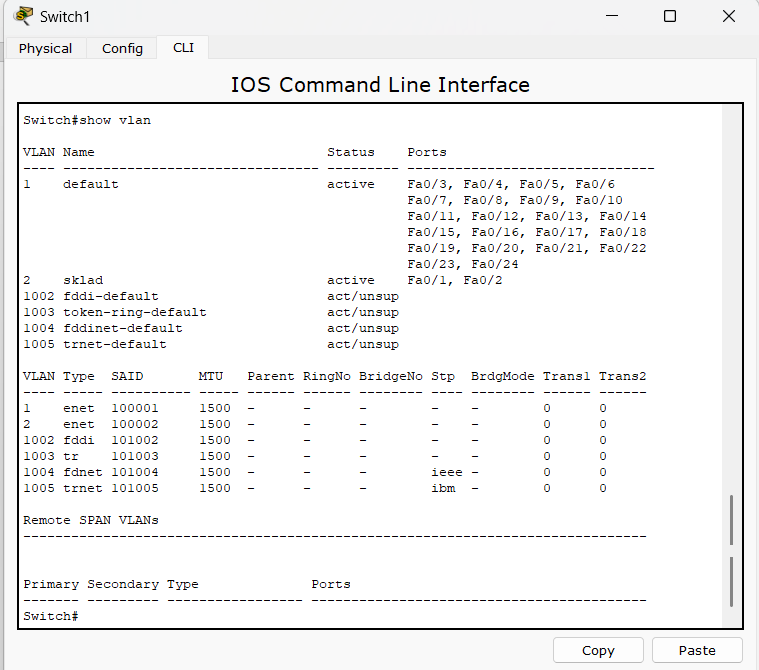 Switch1
Physical Config CLI
IOS Command Line Interface
Switch#show vlan
VLAN Name                             Status    Ports
---- -------------------------------- --------- -------------------------------
1    default                          active    Fa0/3, Fa0/4, Fa0/5, Fa0/6
                                                Fa0/7, Fa0/8, Fa0/9, Fa0/10
                                                Fa0/11, Fa0/12, Fa0/13, Fa0/14
                                                Fa0/15, Fa0/16, Fa0/17, Fa0/18
                                                Fa0/19, Fa0/20, Fa0/21, Fa0/22
                                                Fa0/23, Fa0/24
2    sklad                            active    Fa0/1, Fa0/2
1002 fddi-default                     act/unsup
1003 token-ring-default               act/unsup
1004 fddinet-default                  act/unsup
1005 trnet-default                    act/unsup
VLAN Type  SAID       MTU   Parent RingNo BridgeNo Stp  BrdgMode Trans1 Trans2
---- ----- ---------- ----- ------ ------ -------- ---- -------- ------ ------
1    enet  100001     1500  -      -      -        -    -        0      0
2    enet  100002     1500  -      -      -        -    -        0      0
1002 fddi  101002     1500  -      -      -        -    -        0      0
1003 tr    101003     1500  -      -      -        -    -        0      0
1004 fdnet 101004     1500  -      -      -        ieee -        0      0
1005 trnet 101005     1500  -      -      -        ibm  -        0      0
Remote SPAN VLANs
------------------------------------------------------------------------------
Primary Secondary Type              Ports
------- --------- ----------------- ------------------------------------------
Switch#
Copy Paste